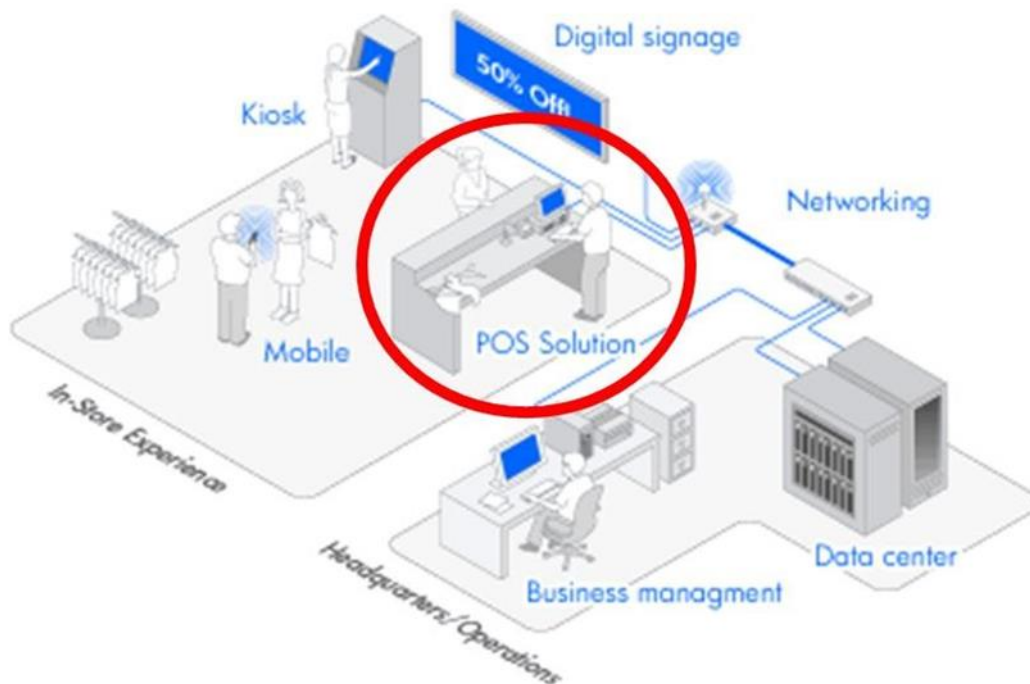 Digital signage
50% Off!
Kiosk
Networking
Mobile
POS Solution
In-Store Experience
Business managment
Data center
Headquarters/Operations